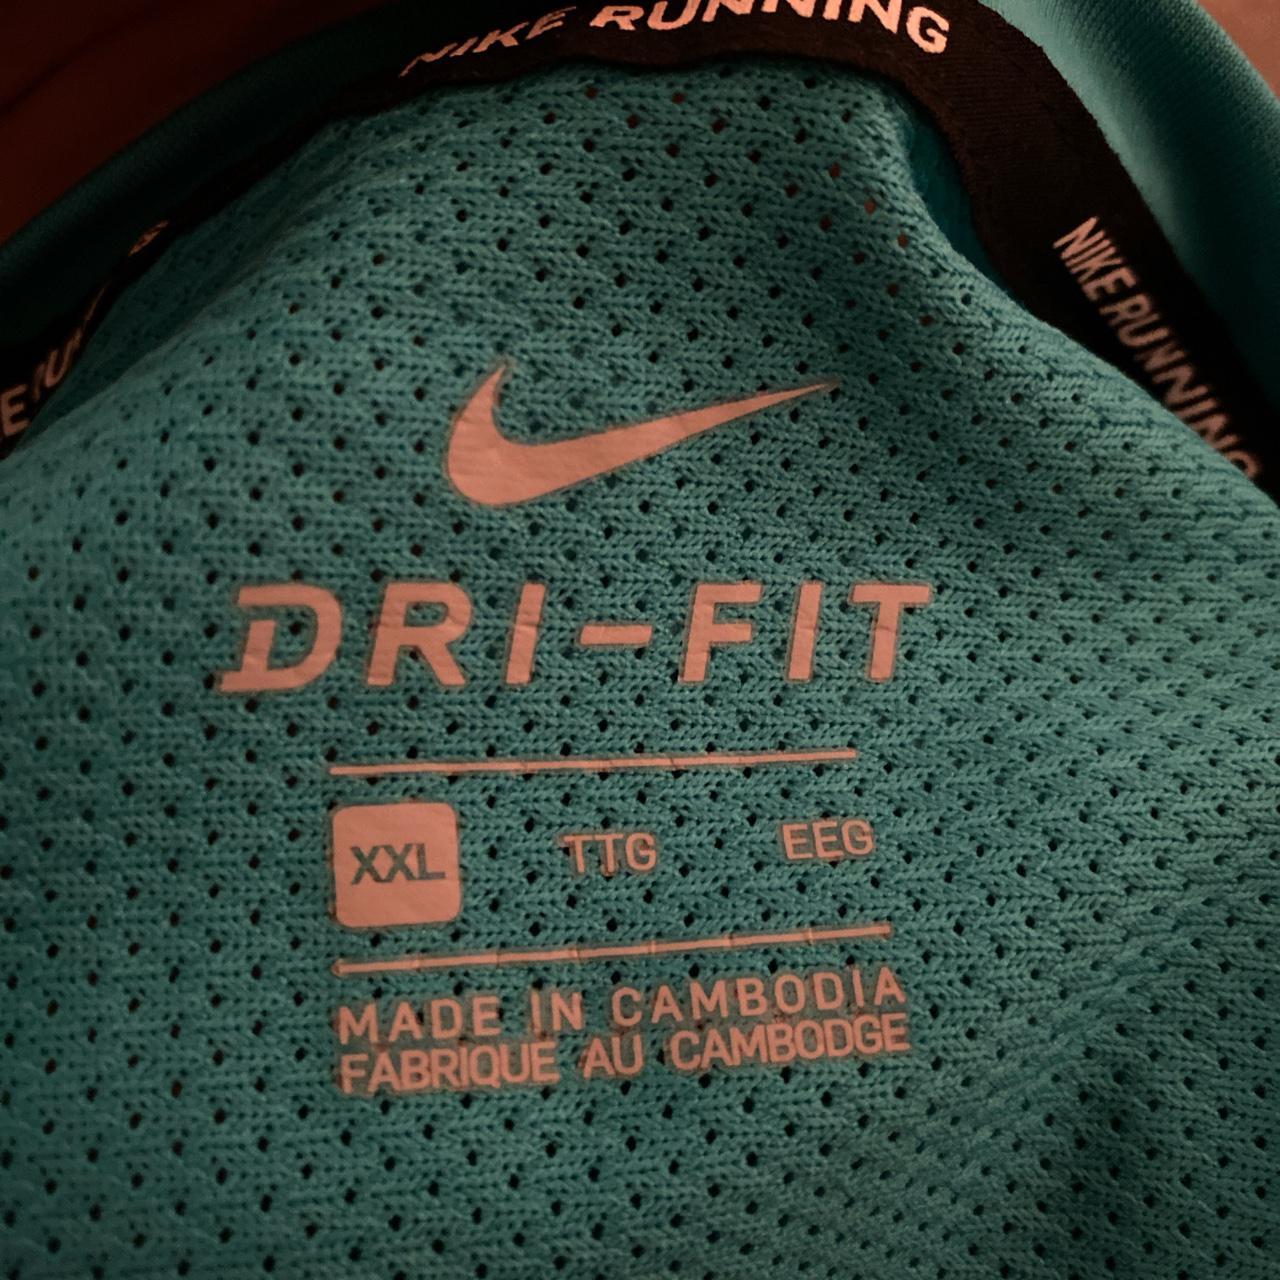 NIKE RUNNING
NIKE RUNNING
DRI-FIT
XXL TTG EEG
MADE IN CAMBODIA
FABRIQUE AU CAMBODGE